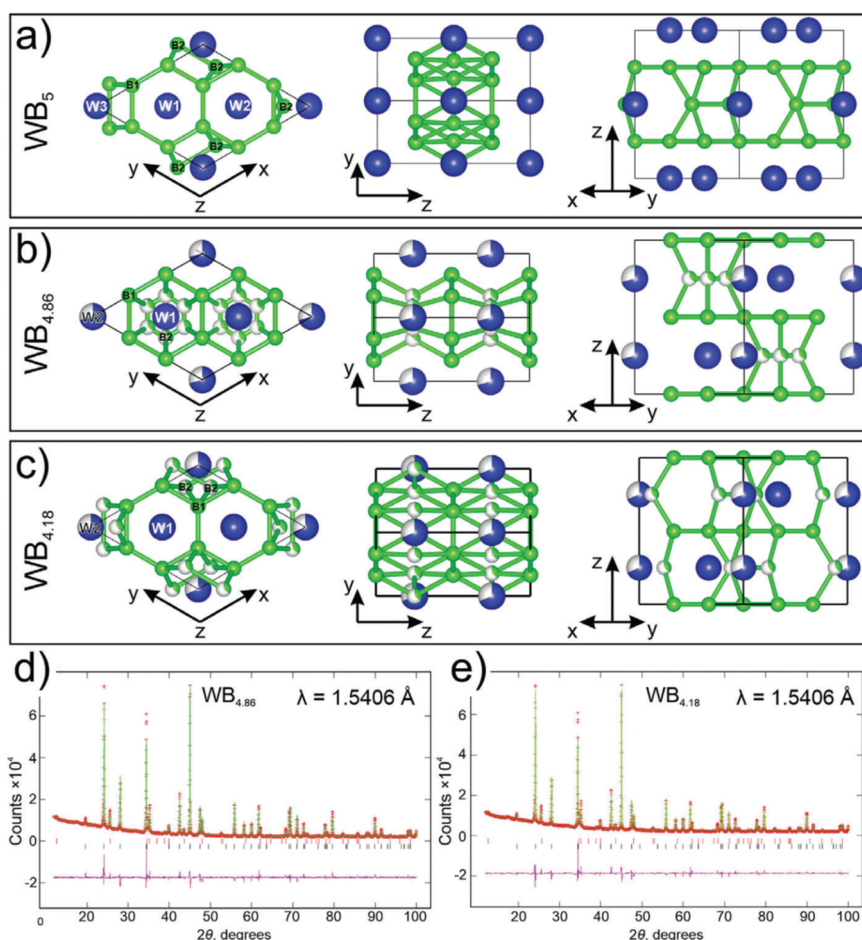 a)
WB5
B2
B2
B1
W3
W1
W2
B2
B2
B2
y
x
z
y
z
z
x
y
b)
WB4.86
B1
W2
W1
B2
y
x
z
y
z
z
x
y
c)
WB4.18
B2
B2
B1
W2
W1
y
x
z
y
z
z
x
y
d)
WB4.86
λ = 1.5406 Å
Counts ×10⁴
6
4
2
0
-2
0
20
30
40
50
60
70
80
90
100
2θ, degrees
e)
WB4.18
λ = 1.5406 Å
Counts ×10⁴
6
4
2
0
-2
20
30
40
50
60
70
80
90
100
2θ, degrees